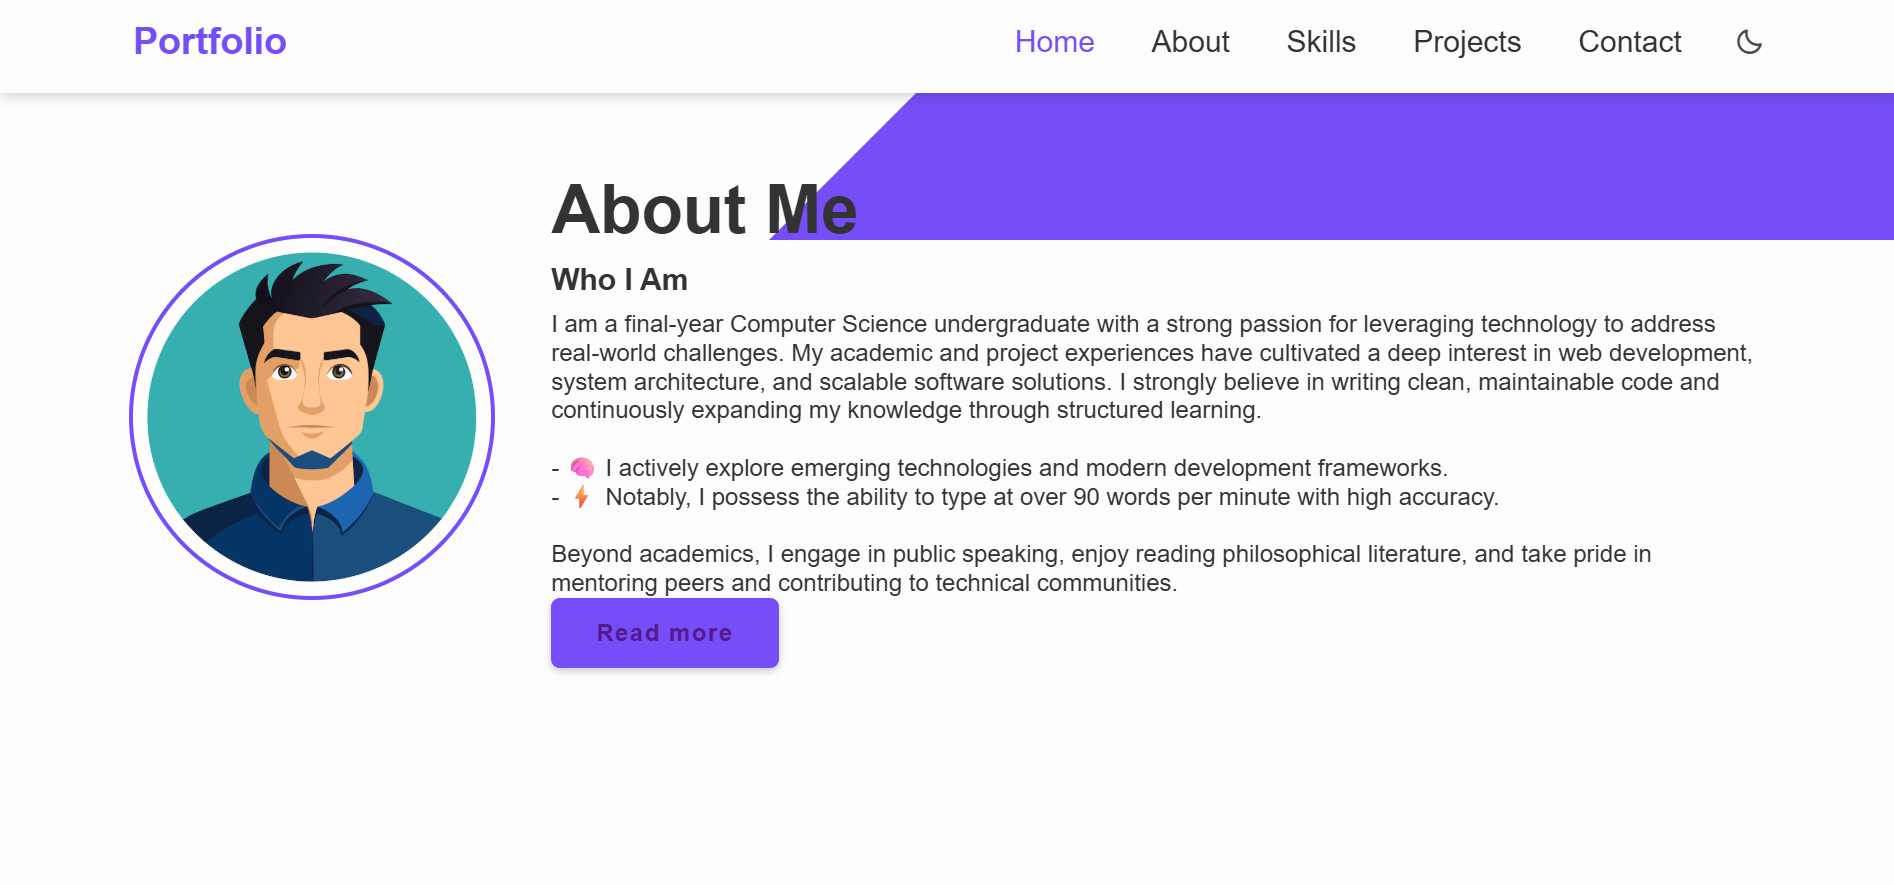 Portfolio
Home About Skills Projects Contact
About Me
Who I Am
I am a final-year Computer Science undergraduate with a strong passion for leveraging technology to address
real-world challenges. My academic and project experiences have cultivated a deep interest in web development,
system architecture, and scalable software solutions. I strongly believe in writing clean, maintainable code and
continuously expanding my knowledge through structured learning.
- 🧠 I actively explore emerging technologies and modern development frameworks.
- ⚡ Notably, I possess the ability to type at over 90 words per minute with high accuracy.
Beyond academics, I engage in public speaking, enjoy reading philosophical literature, and take pride in
mentoring peers and contributing to technical communities.
Read more